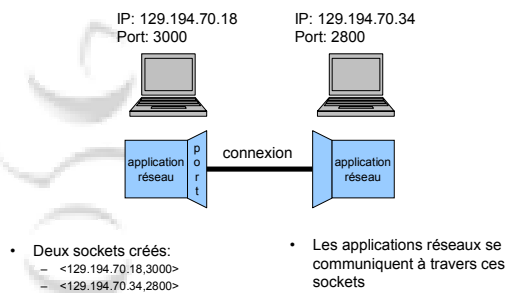 IP: 129.194.70.18
Port: 3000
IP: 129.194.70.34
Port: 2800
application
réseau
port
connexion
application
réseau
• Deux sockets créés:
– <129.194.70.18,3000>
– <129.194.70.34,2800>
• Les applications réseaux se
communiquent à travers ces
sockets